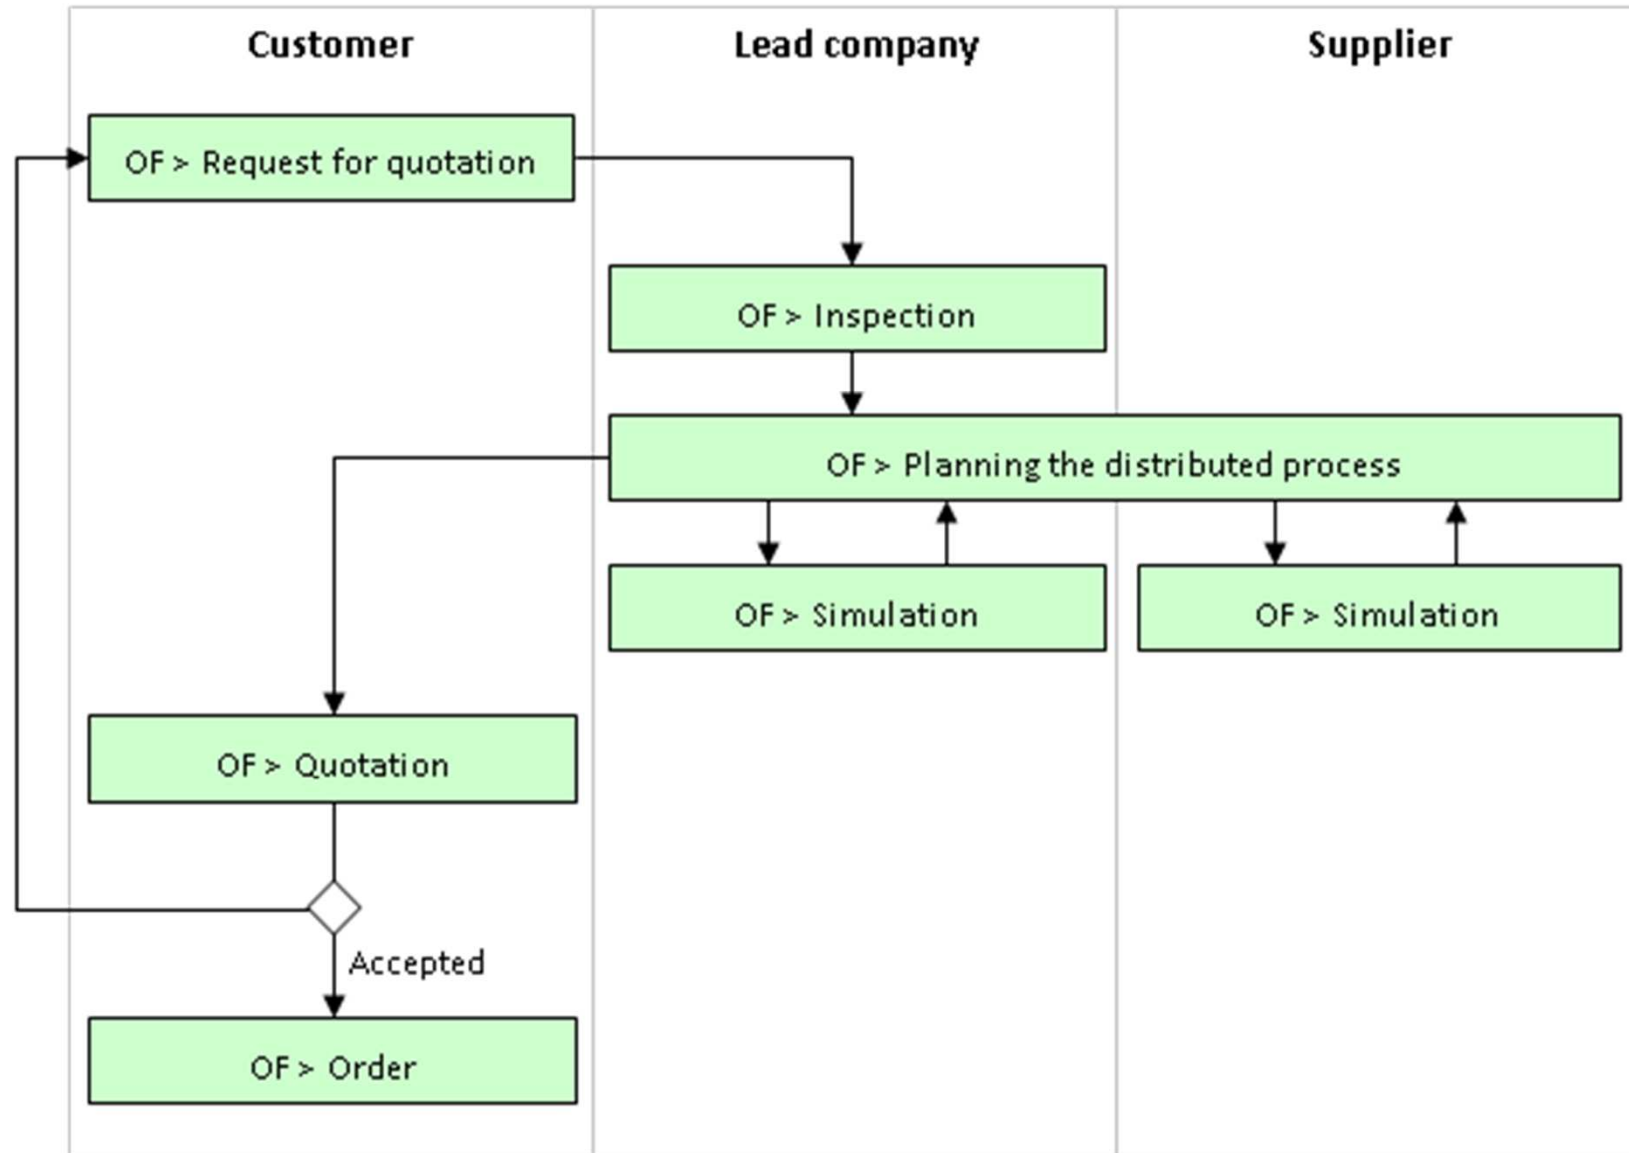 Customer
Lead company
Supplier
OF > Request for quotation
OF > Inspection
OF > Planning the distributed process
OF > Simulation
OF > Simulation
OF > Quotation
Accepted
OF > Order